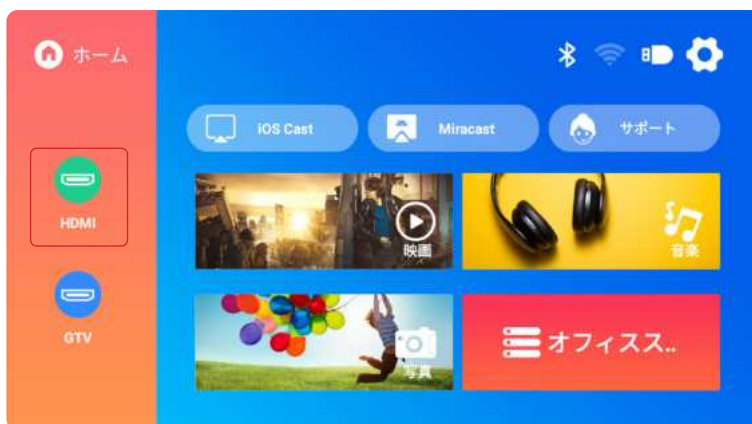 ホーム
iOS Cast
Miracast
サポート
HDMI
映画
音楽
GTV
写真
オフィスス..